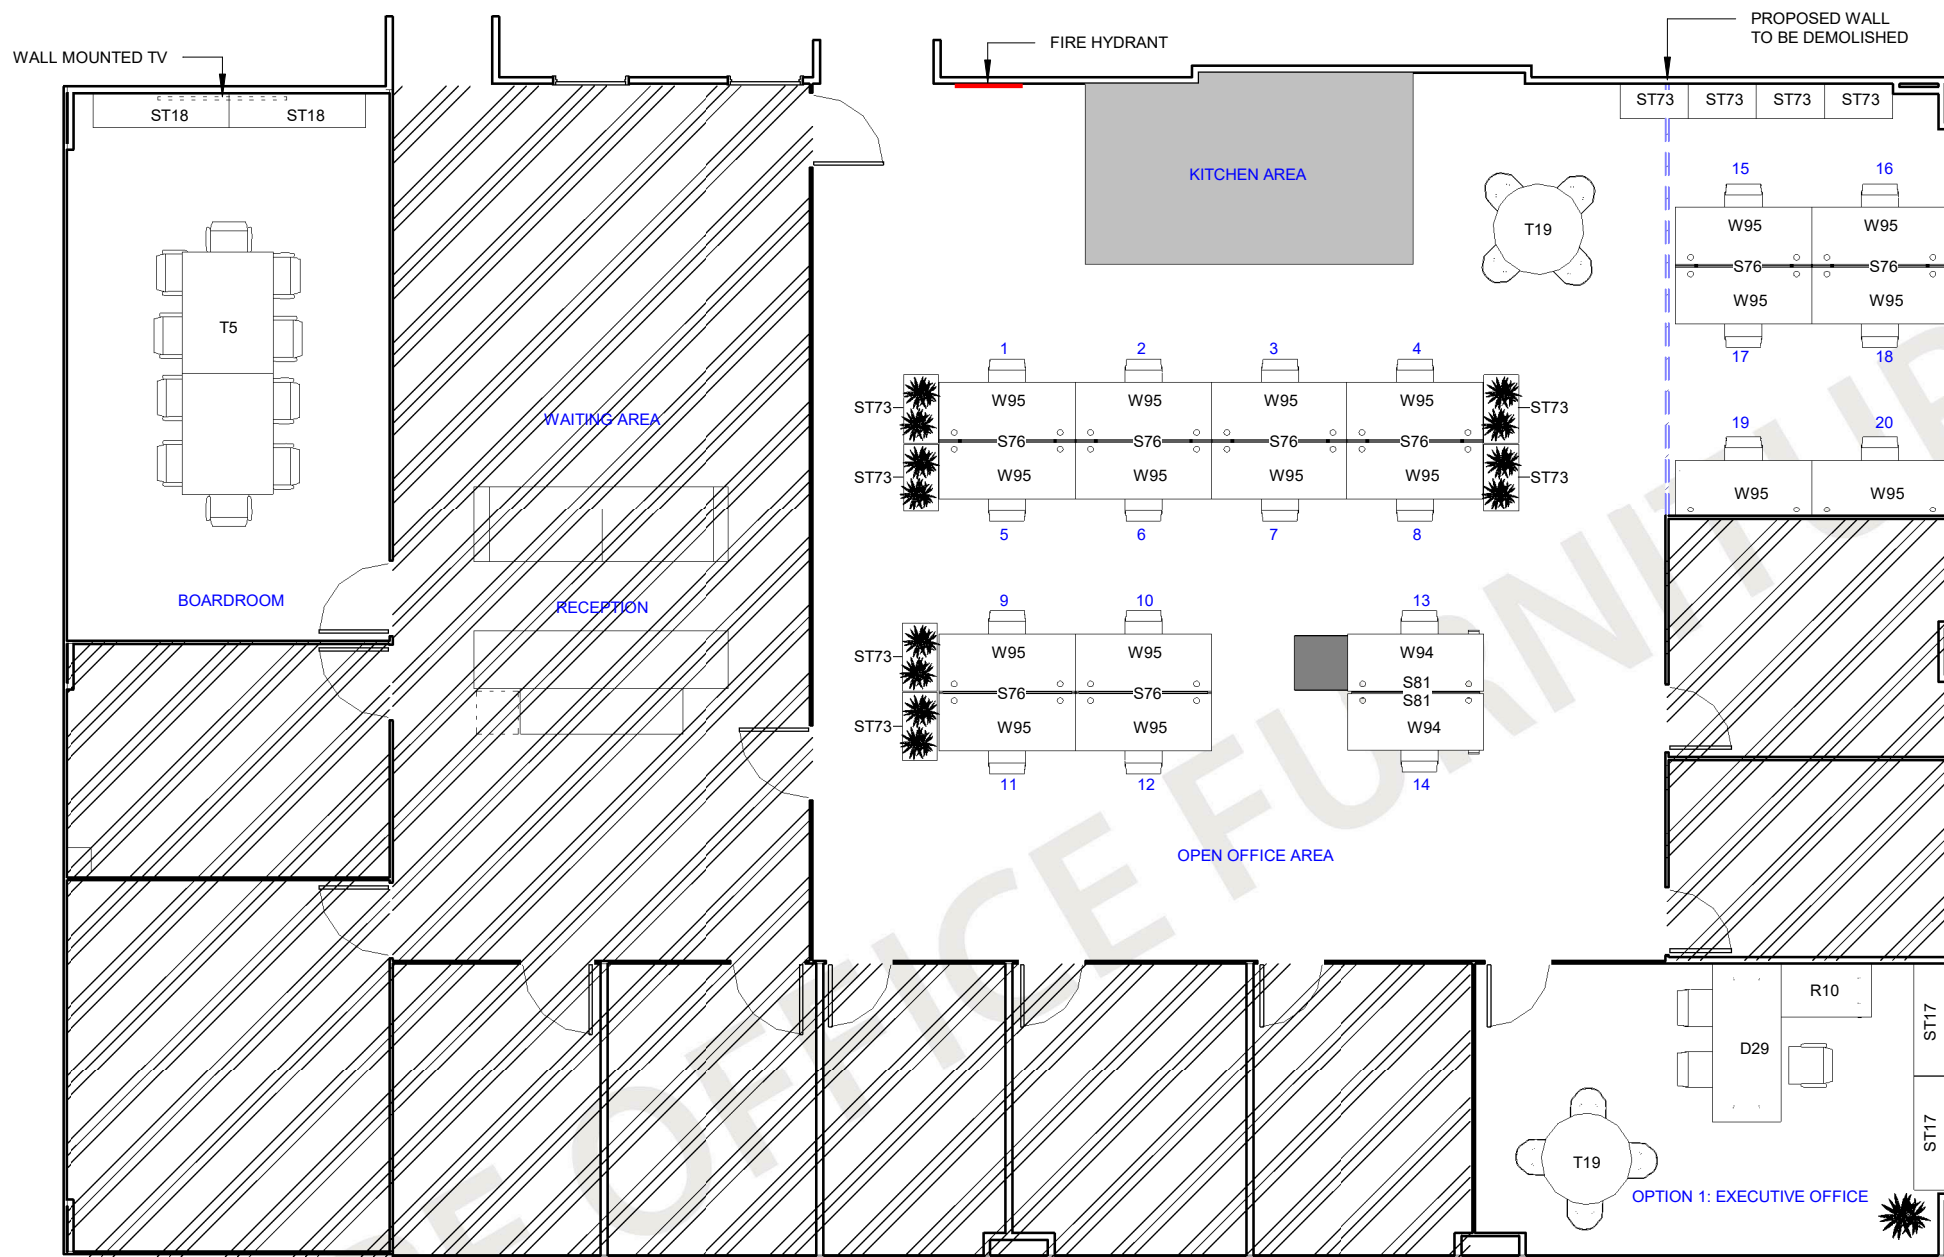 PROPOSED WALL
TO BE DEMOLISHED
FIRE HYDRANT
WALL MOUNTED TV
ST18 ST18
ST73 ST73 ST73 ST73
KITCHEN AREA
15 16
T19
W95 W95
S76 S76
W95 W95
17 18
T5
1 2 3 4
ST73 W95 W95 W95 W95 ST73
WAITING AREA
S76 S76 S76 S76
ST73 W95 W95 W95 W95 ST73
5 6 7 8
19 20
W95 W95
BOARDROOM
RECEPTION
9 10 13
ST73 W95 W95 W94
S76 S76 S81
S81
ST73 W95 W95 W94
11 12 14
OPEN OFFICE AREA
R10
ST17
D29
ST17
T19
OPTION 1: EXECUTIVE OFFICE
OFFICE FURNITU